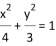 x²/4 + y²/3 = 1